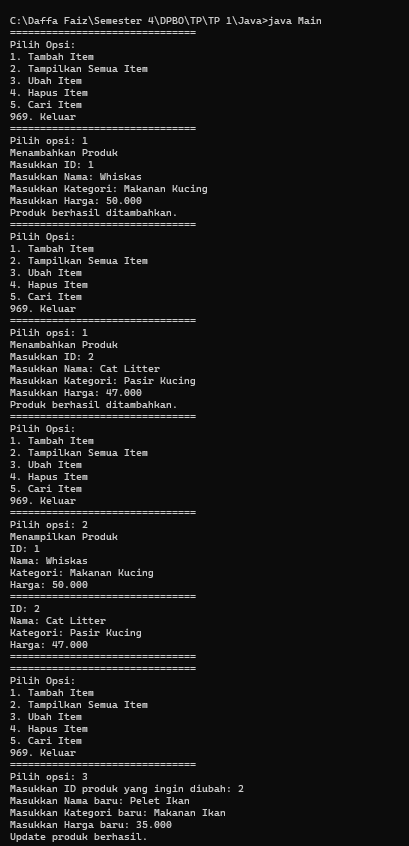 C:\Daffa Faiz\Semester 4\DPBO\TP\TP 1\Java>java Main
===============================
Pilih Opsi:
1. Tambah Item
2. Tampilkan Semua Item
3. Ubah Item
4. Hapus Item
5. Cari Item
969. Keluar
===============================
Pilih opsi: 1
Menambahkan Produk
Masukkan ID: 1
Masukkan Nama: Whiskas
Masukkan Kategori: Makanan Kucing
Masukkan Harga: 50.000
Produk berhasil ditambahkan.
===============================
Pilih Opsi:
1. Tambah Item
2. Tampilkan Semua Item
3. Ubah Item
4. Hapus Item
5. Cari Item
969. Keluar
===============================
Pilih opsi: 1
Menambahkan Produk
Masukkan ID: 2
Masukkan Nama: Cat Litter
Masukkan Kategori: Pasir Kucing
Masukkan Harga: 47.000
Produk berhasil ditambahkan.
===============================
Pilih Opsi:
1. Tambah Item
2. Tampilkan Semua Item
3. Ubah Item
4. Hapus Item
5. Cari Item
969. Keluar
===============================
Pilih opsi: 2
Menampilkan Produk
ID: 1
Nama: Whiskas
Kategori: Makanan Kucing
Harga: 50.000
===============================
ID: 2
Nama: Cat Litter
Kategori: Pasir Kucing
Harga: 47.000
===============================
===============================
Pilih Opsi:
1. Tambah Item
2. Tampilkan Semua Item
3. Ubah Item
4. Hapus Item
5. Cari Item
969. Keluar
===============================
Pilih opsi: 3
Masukkan ID produk yang ingin diubah: 2
Masukkan Nama baru: Pelet Ikan
Masukkan Kategori baru: Makanan Ikan
Masukkan Harga baru: 35.000
Update produk berhasil.